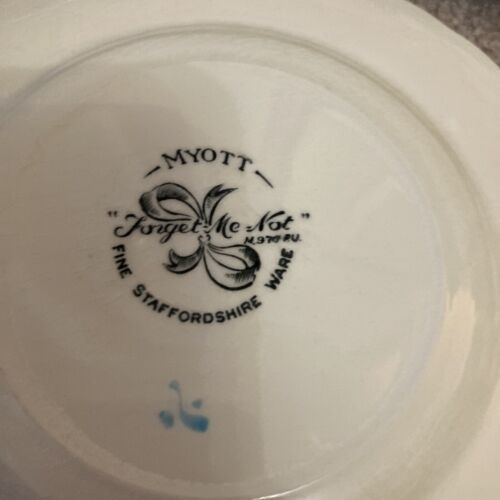 MYOTT
"Forget-Me-Not"
FINE STAFFORDSHIRE WARE